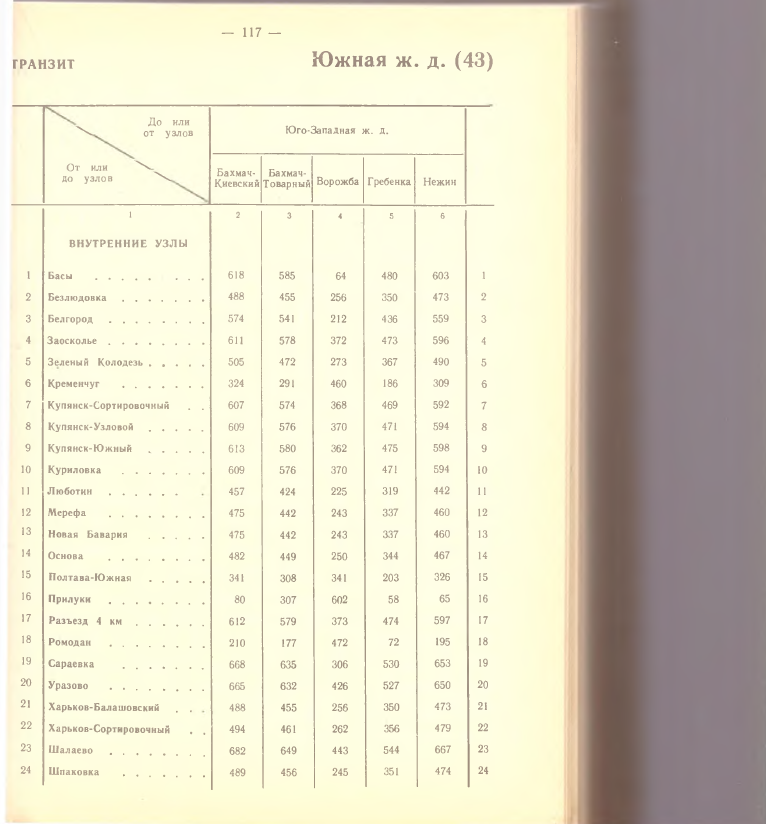 — 117 —
ТРАНЗИТ Южная ж. д. (43)
До или
от узлов
От или
до узлов
Юго-Западная ж. д.
Бахмач-Киевский Бахмач-Товарный Ворожба Гребенка Нежин
1 2 3 4 5 6
ВНУТРЕННИЕ УЗЛЫ
1 Басы . . . . . . . . 618 585 64 480 603 1
2 Безлюдовка . . . . . . . 488 455 256 350 473 2
3 Белгород . . . . . . . . 574 541 212 436 559 3
4 Заосколье . . . . . . . . 611 578 372 473 596 4
5 Зеленый Колодезь . . . . . 505 472 273 367 490 5
6 Кременчуг . . . . . . . 324 291 460 186 309 6
7 Купянск-Сортировочный . . 607 574 368 469 592 7
8 Купянск-Узловой . . . . . 609 576 370 471 594 8
9 Купянск-Южный . . . . . 613 580 362 475 598 9
10 Куриловка . . . . . . . 609 576 370 471 594 10
11 Люботин . . . . . . . 457 424 225 319 442 11
12 Мерефа . . . . . . . . 475 442 243 337 460 12
13 Новая Бавария . . . . . 475 442 243 337 460 13
14 Основа . . . . . . . . 482 449 250 344 467 14
15 Полтава-Южная . . . . . 341 308 341 203 326 15
16 Прилуки . . . . . . . . 80 307 602 58 65 16
17 Разъезд 4 км . . . . . . 612 579 373 474 597 17
18 Ромодан . . . . . . . . 210 177 472 72 195 18
19 Сараевка . . . . . . . 668 635 306 530 653 19
20 Уразово . . . . . . . . 665 632 426 527 650 20
21 Харьков-Балашовский . . . 488 455 256 350 473 21
22 Харьков-Сортировочный . . 494 461 262 356 479 22
23 Шалаево . . . . . . . . 682 649 443 544 667 23
24 Шпаковка . . . . . . . 489 456 245 351 474 24